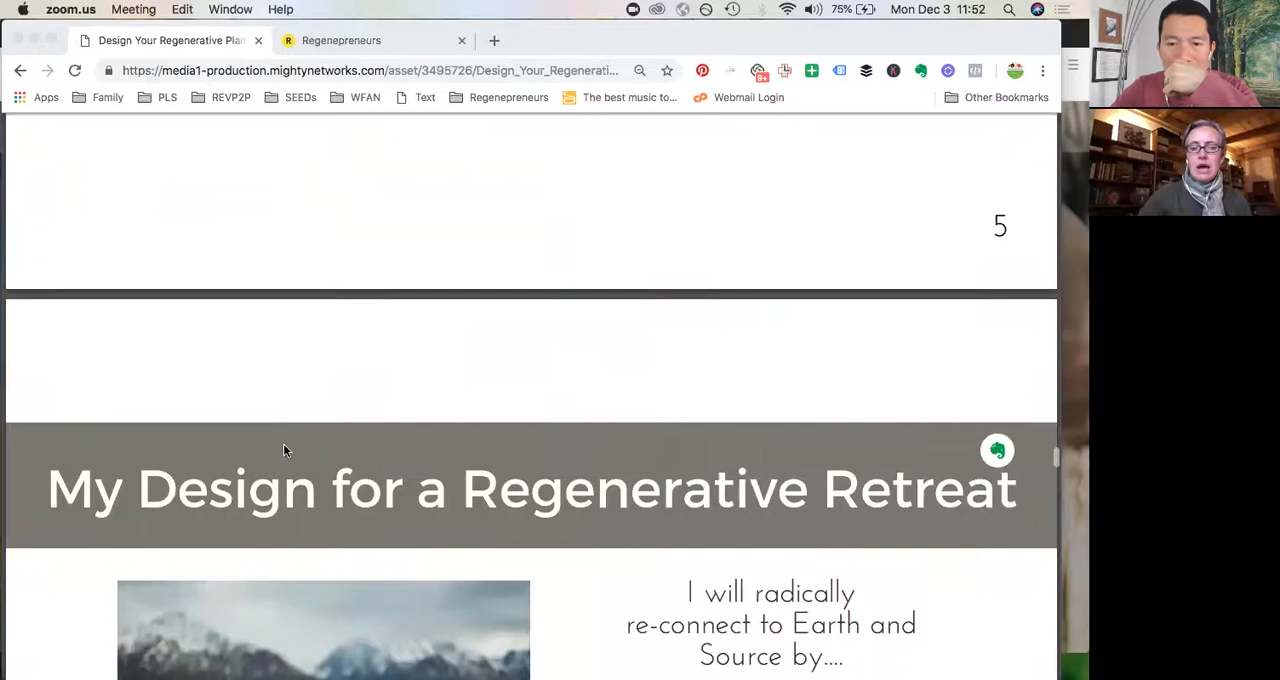 zoom.us Meeting Edit Window Help 75% Mon Dec 3 11:52
Design Your Regenerative Plan Regenepreneurs
https://media1-production.mightynetworks.com/asset/3495726/Design_Your_Regenerati... 9+
Apps Family PLS REVP2P SEEDs WFAN Text Regenepreneurs The best music to... Webmail Login Other Bookmarks
5
My Design for a Regenerative Retreat
I will radically
re-connect to Earth and
Source by....